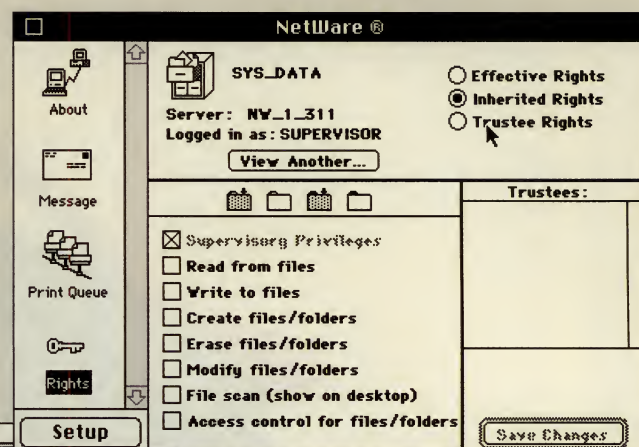 NetWare ®
About
Message
Print Queue
Rights
Setup
SYS_DATA
Server: NW_1_311
Logged in as: SUPERVISOR
View Another...
Effective Rights
Inherited Rights
Trustee Rights
Supervisory Privileges
Read from files
Write to files
Create files/folders
Erase files/folders
Modify files/folders
File scan (show on desktop)
Access control for files/folders
Trustees:
Save Changes